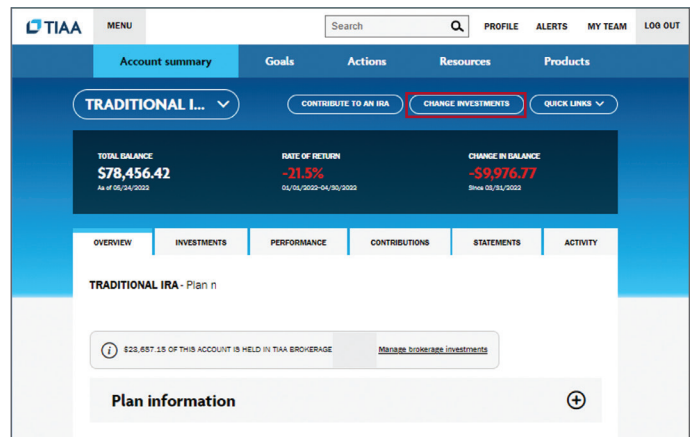 TIAA MENU Search PROFILE ALERTS MY TEAM LOG OUT
Account summary Goals Actions Resources Products
TRADITIONAL I... CONTRIBUTE TO AN IRA CHANGE INVESTMENTS QUICK LINKS
TOTAL BALANCE RATE OF RETURN CHANGE IN BALANCE
$78,456.42 -21.5% -$9,976.77
As of 05/24/2022 01/01/2022-04/30/2022 Since 03/31/2022
OVERVIEW INVESTMENTS PERFORMANCE CONTRIBUTIONS STATEMENTS ACTIVITY
TRADITIONAL IRA - Plan n
i $23,657.15 OF THIS ACCOUNT IS HELD IN TIAA BROKERAGE Manage brokerage investments
Plan information